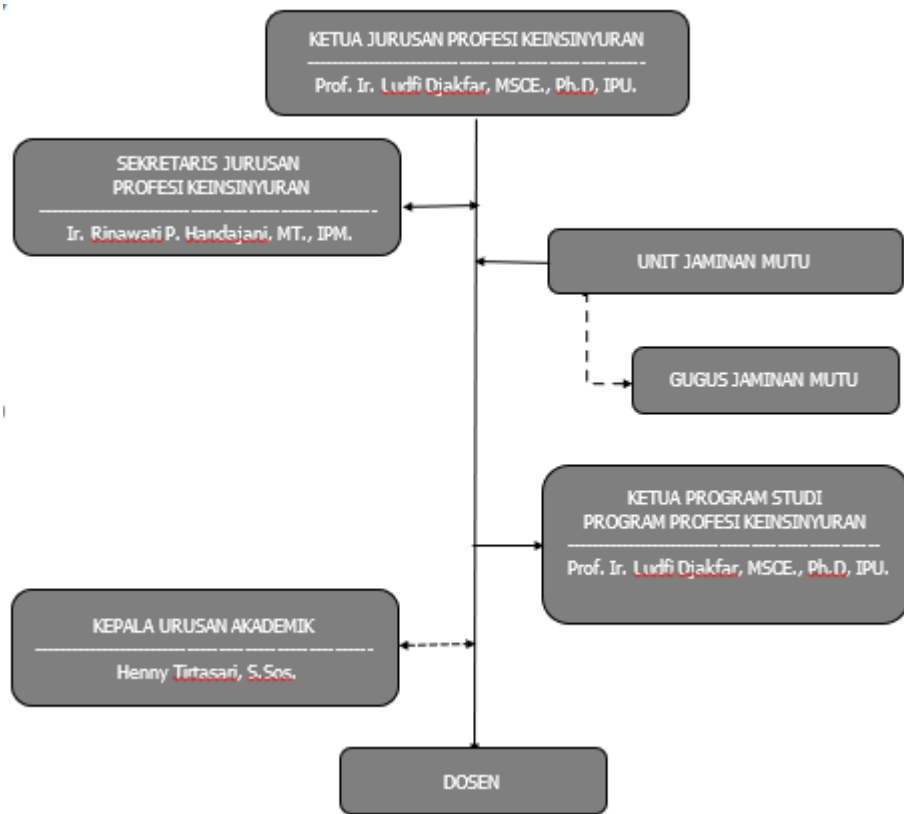 KETUA JURUSAN PROFESI KEINSINYURAN
Prof. Ir. Ludfi Djakfar, MSCE., Ph.D, IPU.
SEKRETARIS JURUSAN
PROFESI KEINSINYURAN
Ir. Rinawati P. Handajani, MT., IPM.
UNIT JAMINAN MUTU
GUGUS JAMINAN MUTU
KETUA PROGRAM STUDI
PROGRAM PROFESI KEINSINYURAN
Prof. Ir. Ludfi Djakfar, MSCE., Ph.D, IPU.
KEPALA URUSAN AKADEMIK
Henny Tirtasari, S.Sos.
DOSEN